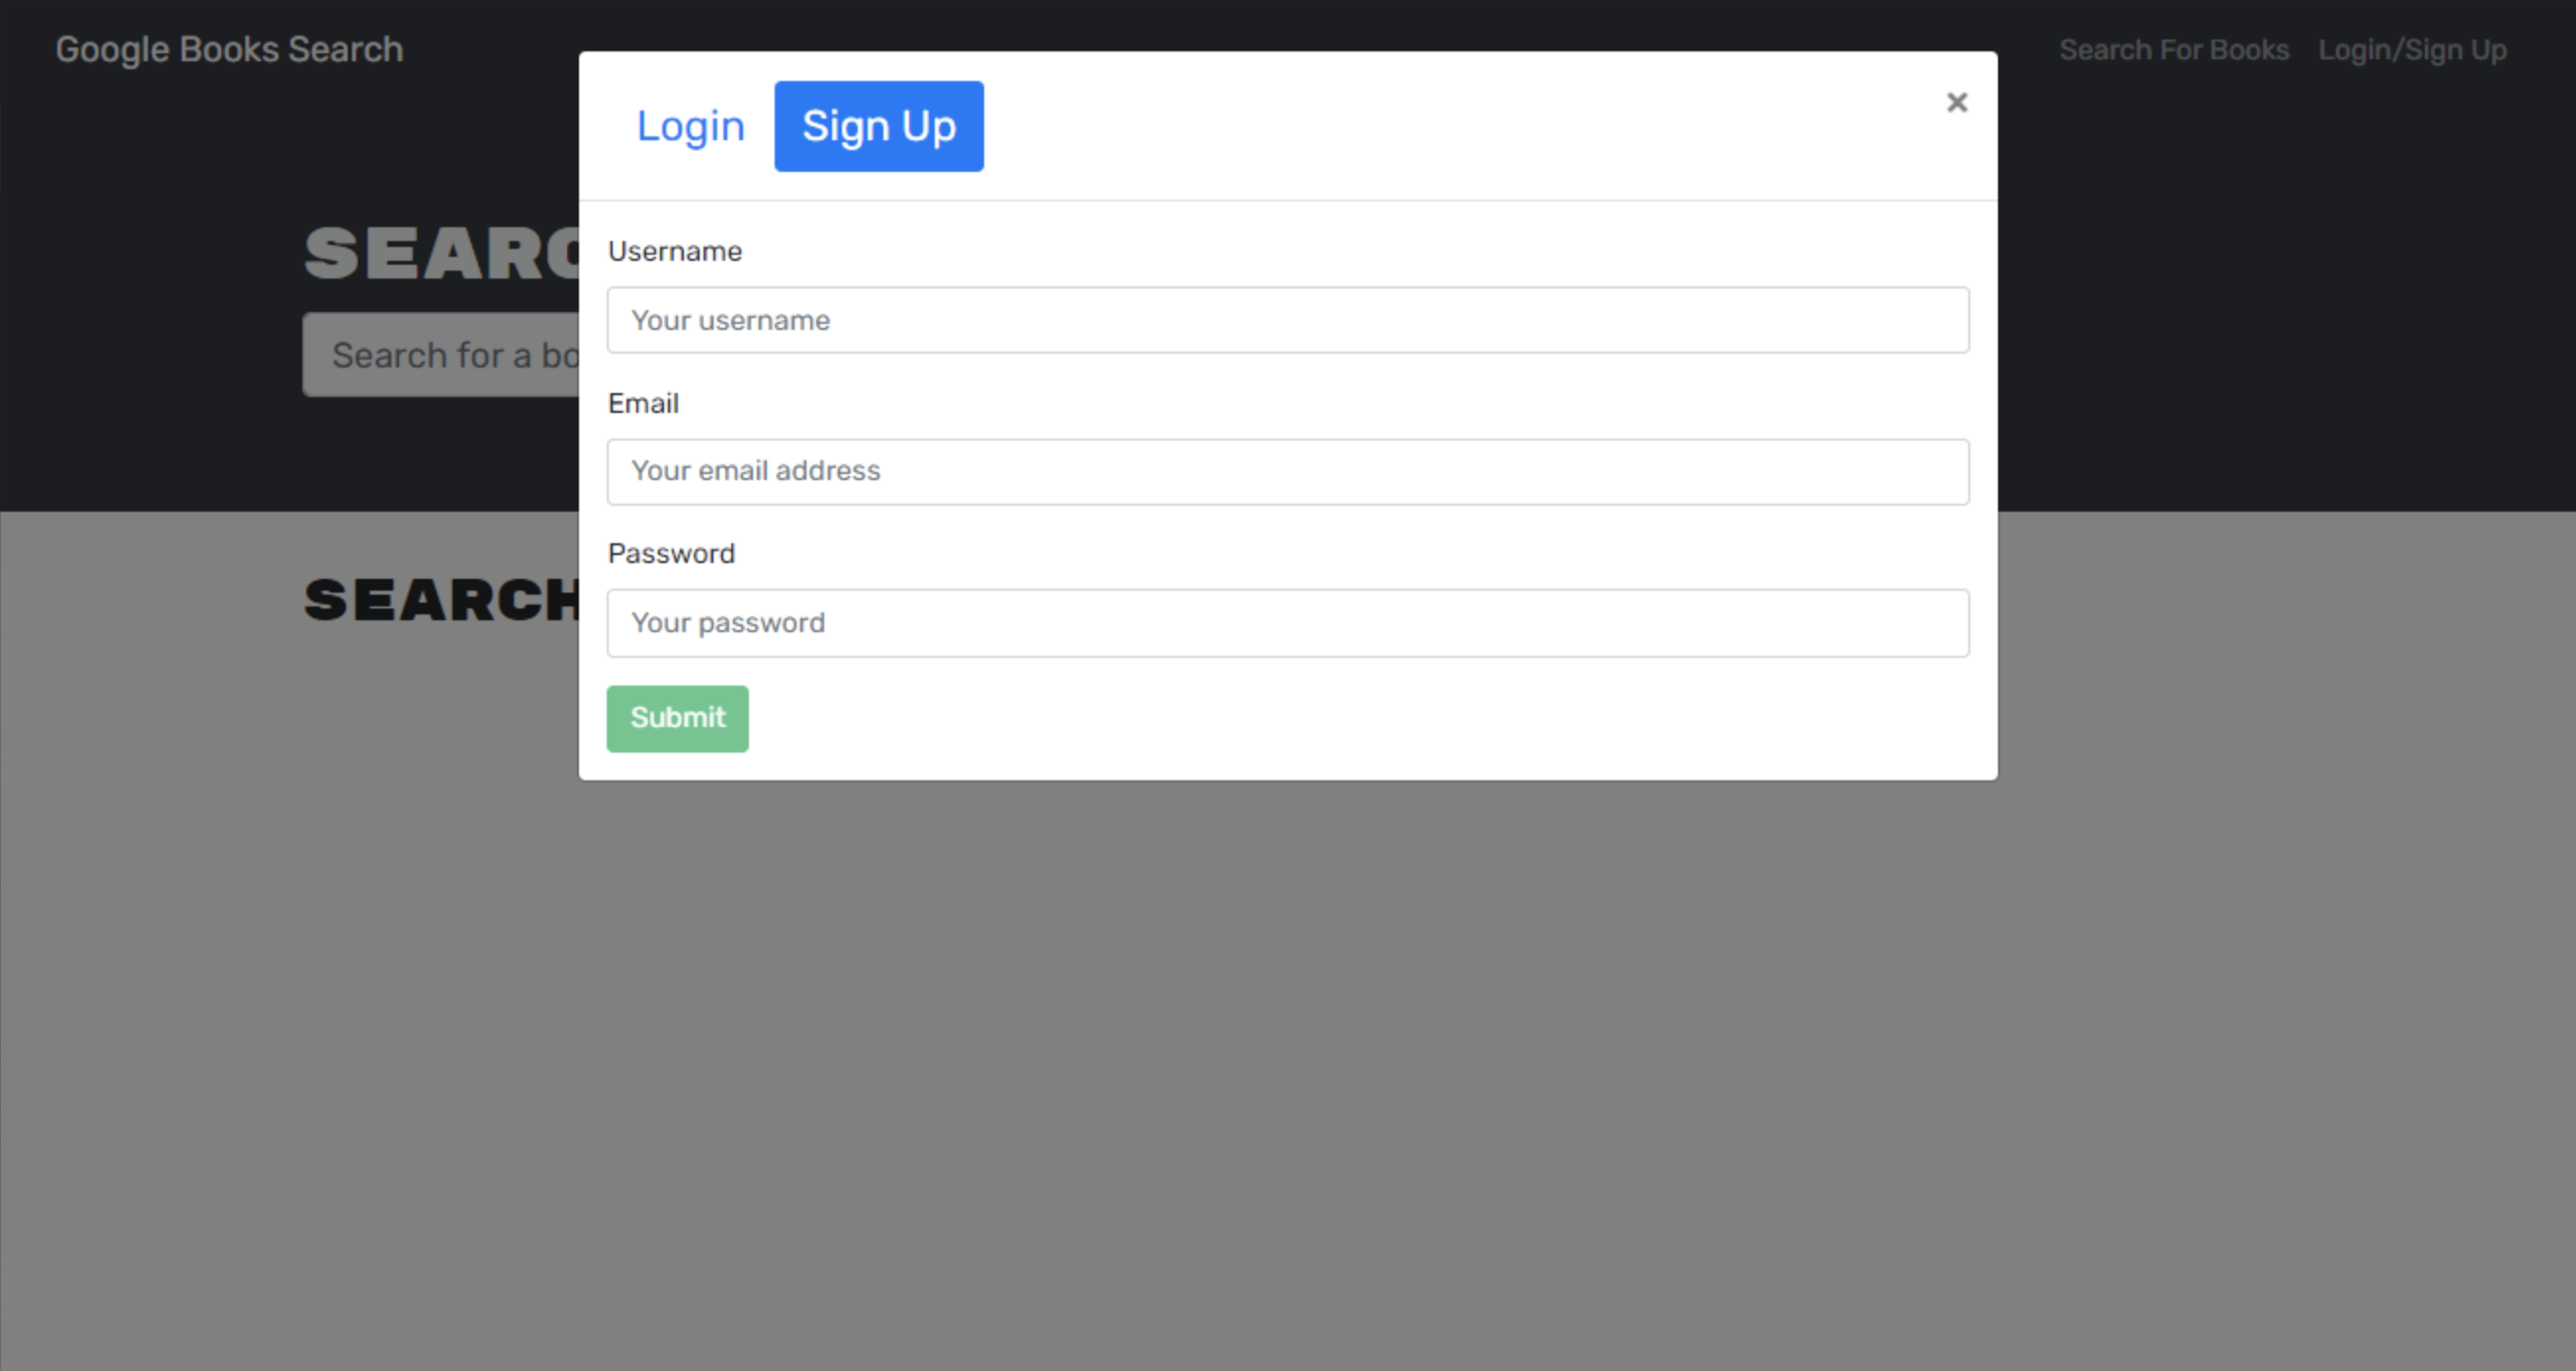 Google Books Search
Search For Books Login/Sign Up
Login Sign Up ×
SEARC
Search for a bo
Username
Your username
Email
Your email address
SEARCH
Password
Your password
Submit